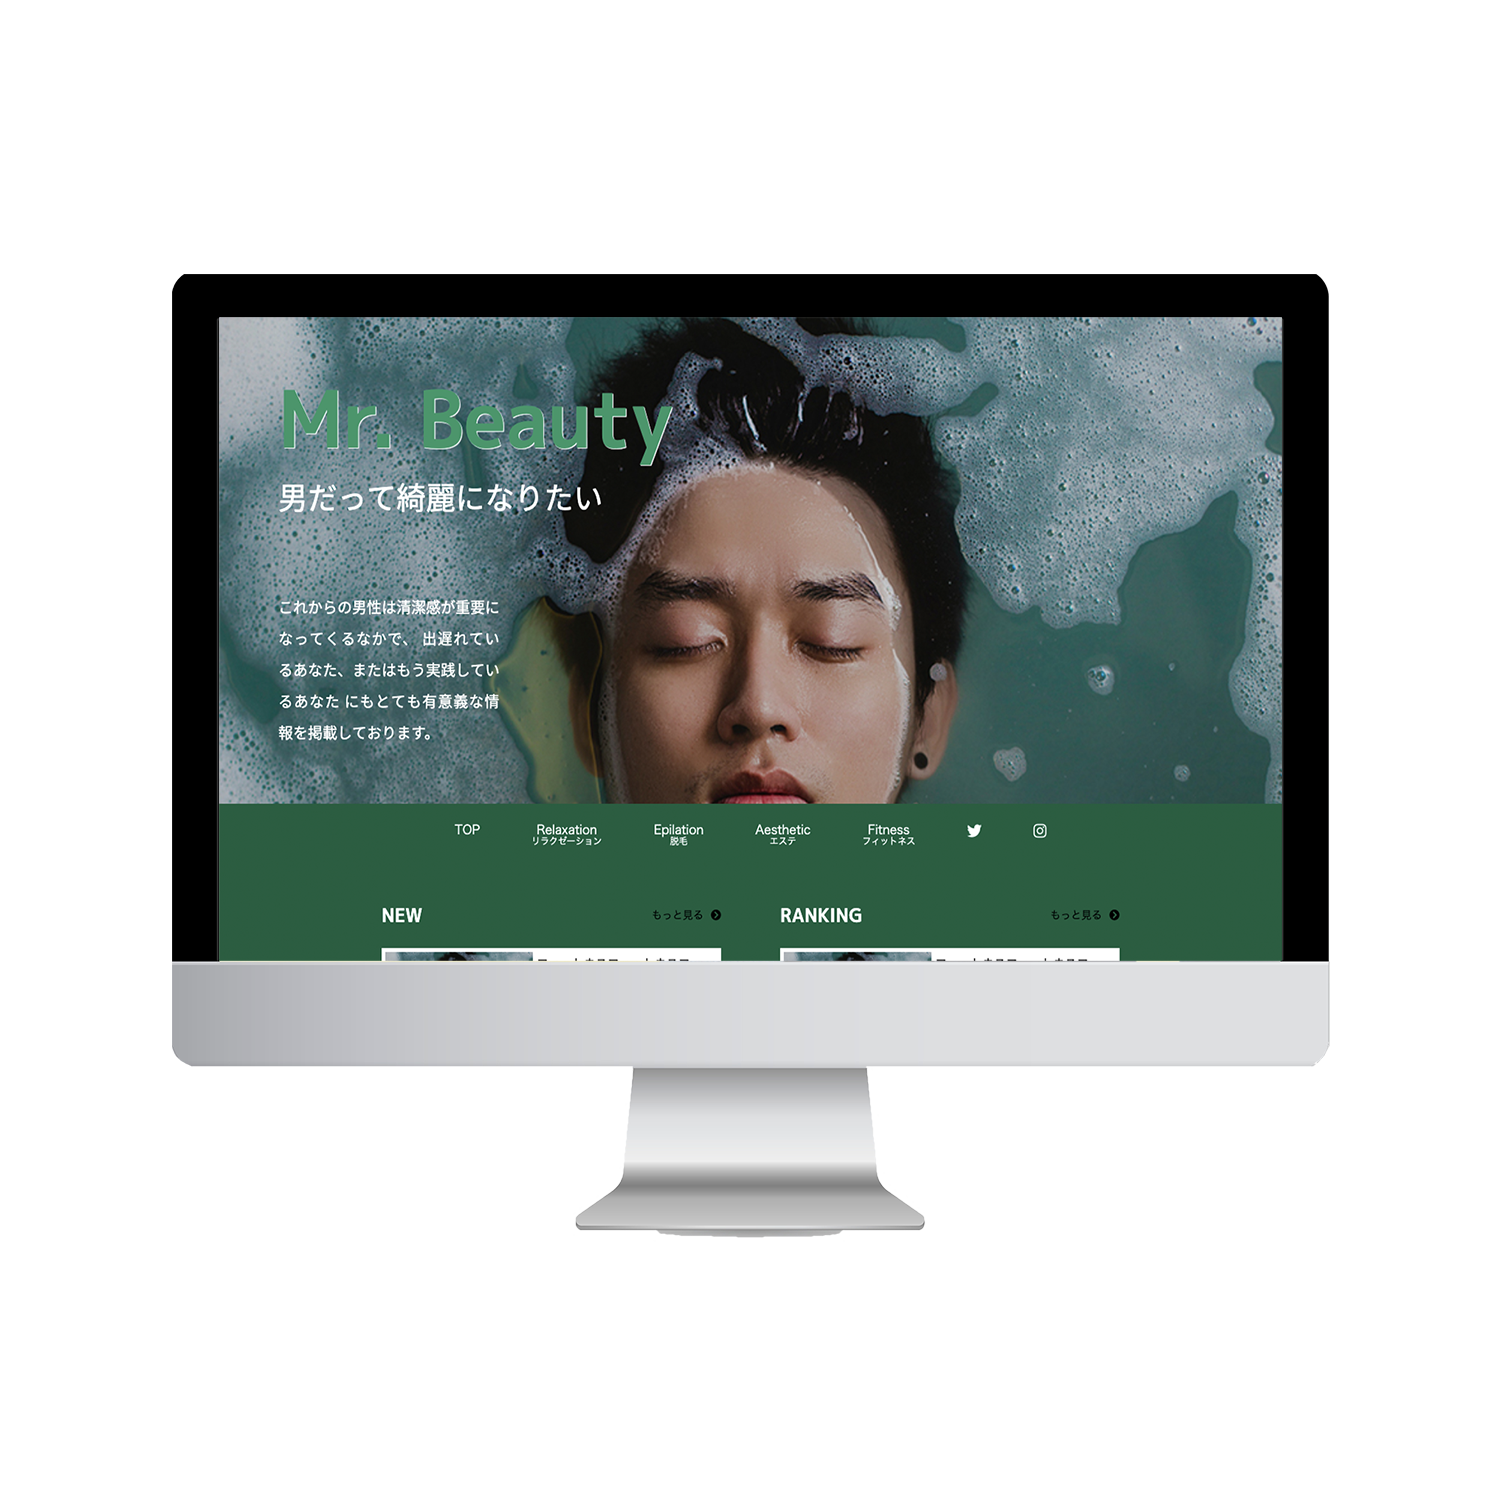 Mr. Beauty
男だって綺麗になりたい
これからの男性は清潔感が重要に
なってくるなかで、 出遅れてい
るあなた、またはもう実践してい
るあなた にもとても有意義な情
報を掲載しております。
TOP Relaxation Epilation Aesthetic Fitness
リラクゼーション 脱毛 エステ フィットネス
NEW もっと見る RANKING もっと見る